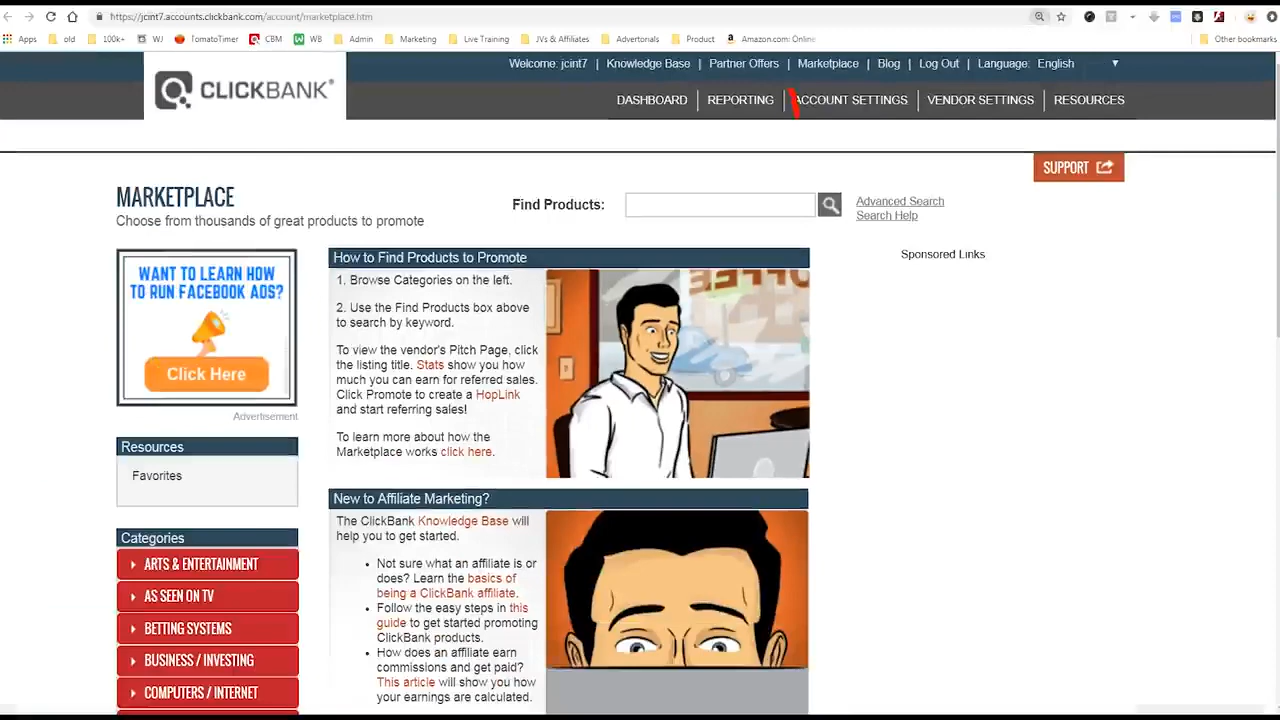 https://jcint7.accounts.clickbank.com/account/marketplace.htm
Apps old 100k+ WJ TomatoTimer CBM WB Admin Marketing Live Training JVs & Affiliates Advertorials Product Amazon.com: Onlin Other bookmarks
Welcome: jcint7 | Knowledge Base | Partner Offers | Marketplace | Blog | Log Out | Language: English
CLICKBANK®
DASHBOARD REPORTING ACCOUNT SETTINGS VENDOR SETTINGS RESOURCES
SUPPORT
MARKETPLACE
Choose from thousands of great products to promote
Find Products:
Advanced Search
Search Help
Sponsored Links
WANT TO LEARN HOW
TO RUN FACEBOOK ADS?
Click Here
Advertisement
Resources
Favorites
Categories
ARTS & ENTERTAINMENT
AS SEEN ON TV
BETTING SYSTEMS
BUSINESS / INVESTING
COMPUTERS / INTERNET
How to Find Products to Promote
1. Browse Categories on the left.
2. Use the Find Products box above
to search by keyword.
To view the vendor's Pitch Page, click
the listing title. Stats show you how
much you can earn for referred sales.
Click Promote to create a HopLink
and start referring sales!
To learn more about how the
Marketplace works click here.
New to Affiliate Marketing?
The ClickBank Knowledge Base will
help you to get started.
• Not sure what an affiliate is or
does? Learn the basics of
being a ClickBank affiliate.
• Follow the easy steps in this
guide to get started promoting
ClickBank products.
• How does an affiliate earn
commissions and get paid?
This article will show you how
your earnings are calculated.